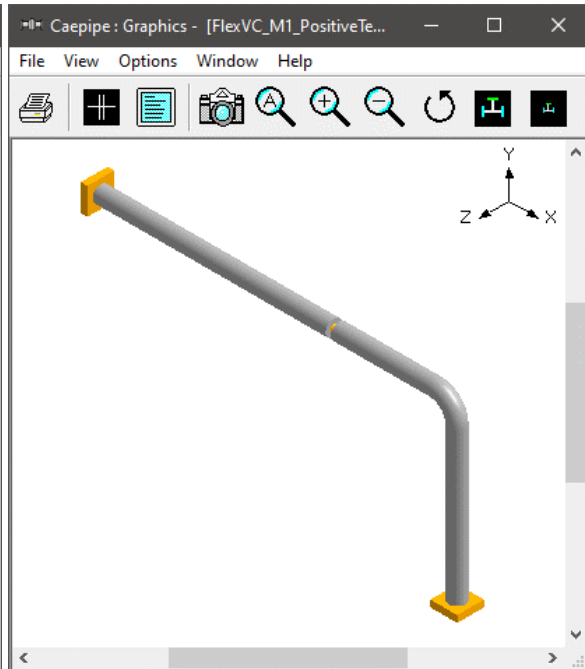 Caepipe : Graphics - [FlexVC_M1_PositiveTe...
File View Options Window Help
A
Y
Z
X